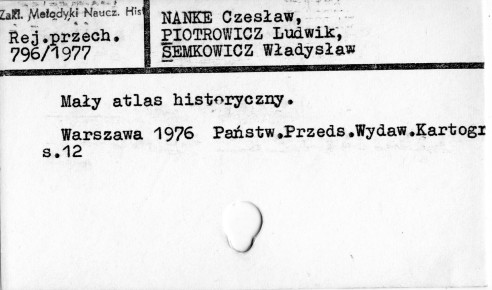 Zakł. Metodyki Naucz. Hist
Rej.przech.
796/1977
NANKE Czesław,
PIOTROWICZ Ludwik,
SEMKOWICZ Władysław
Mały atlas historyczny.
Warszawa 1976 Państw.Przeds.Wydaw.Kartogr
s.12